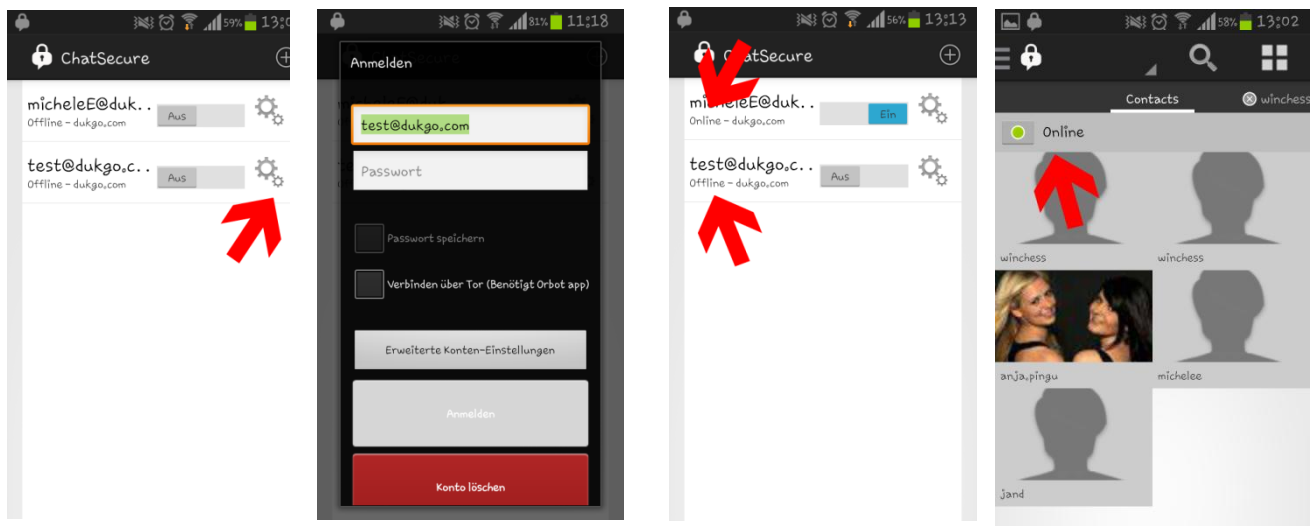 59% 13:0
ChatSecure
micheleE@duk..
Offline - dukgo.com
Aus
test@dukgo.c..
Offline - dukgo.com
Aus
81% 11:18
Anmelden
test@dukgo.com
Passwort
Passwort speichern
Verbinden über Tor (Benötigt Orbot app)
Erweiterte Konten-Einstellungen
Anmelden
Konto löschen
56% 13:13
ChatSecure
micheleE@duk..
Online - dukgo.com
Ein
test@dukgo.c..
Offline - dukgo.com
Aus
58% 13:02
Contacts
winchess
Online
winchess
winchess
anja.pingu
michelee
jand